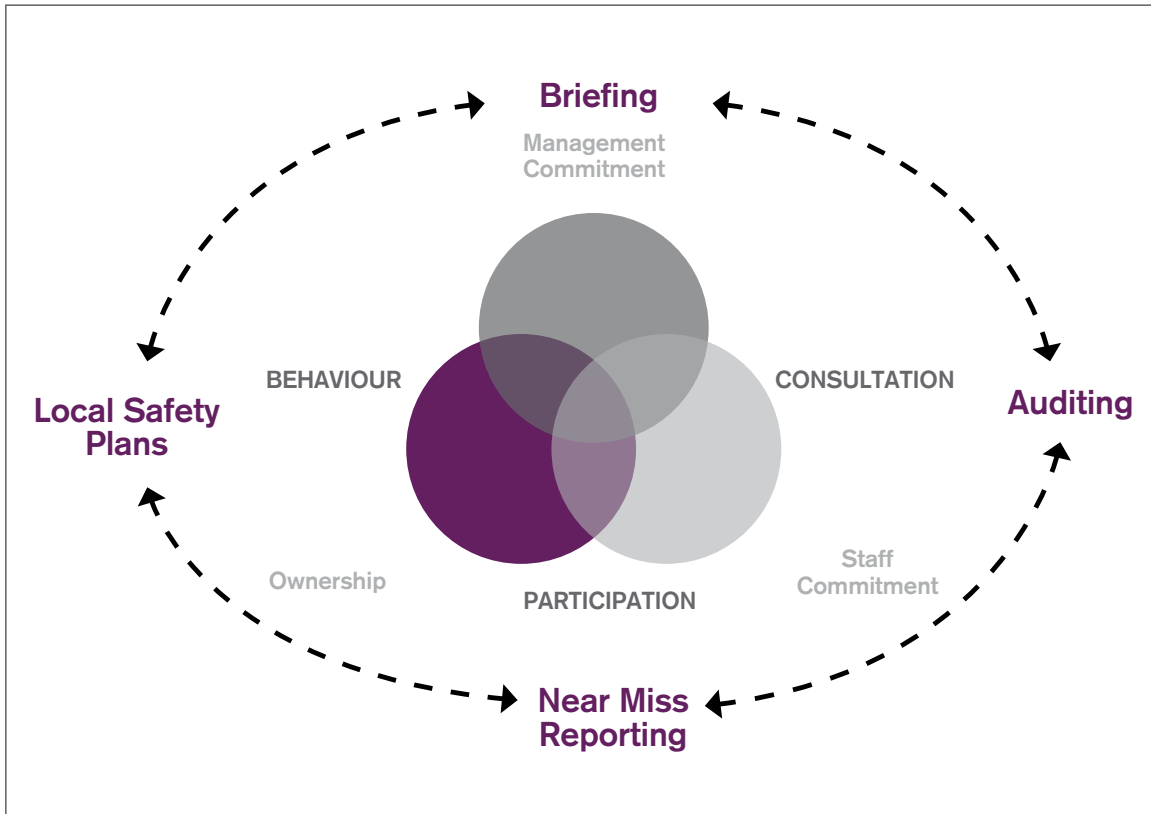 Briefing
Management
Commitment
BEHAVIOUR
CONSULTATION
Local Safety
Plans
Auditing
Ownership
Staff
Commitment
PARTICIPATION
Near Miss
Reporting